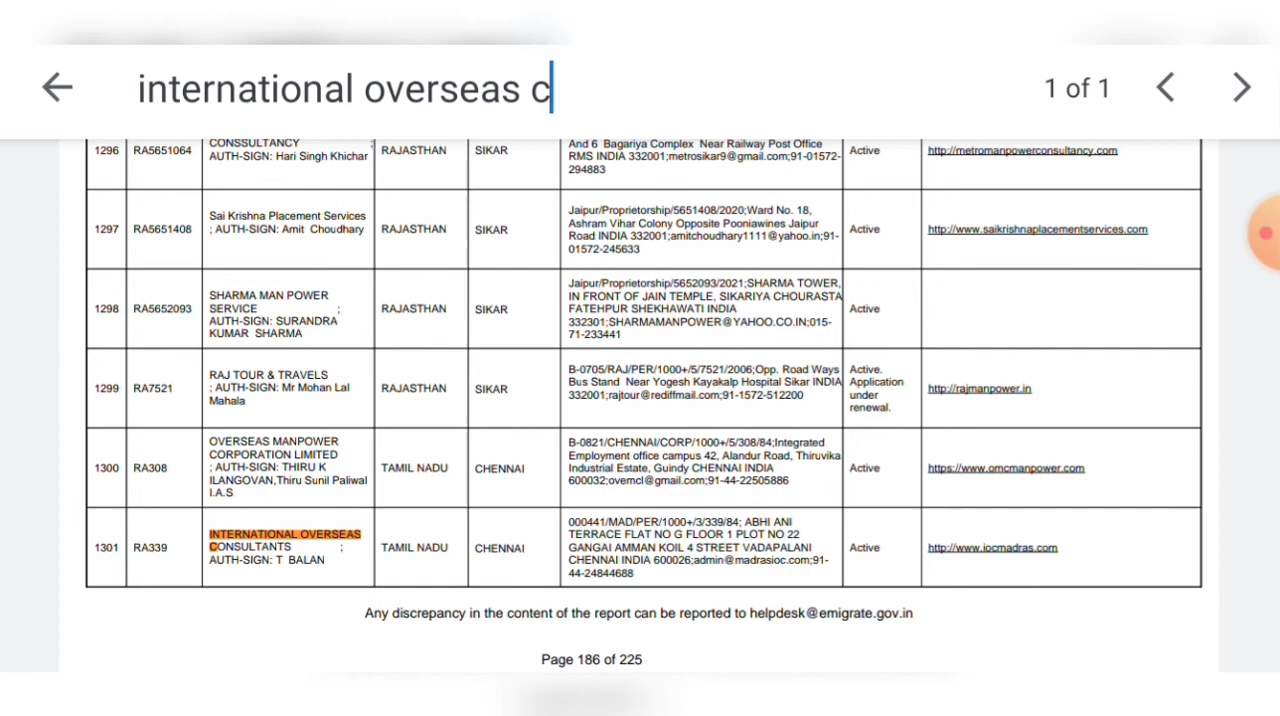 international overseas c
1 of 1
1296 RA5651064 CONSSULTANCY ; AUTH-SIGN: Hari Singh Khichar RAJASTHAN SIKAR And 6 Bagariya Complex Near Railway Post Office RMS INDIA 332001;metrosikar9@gmail.com;91-01572-294883 Active http://metromanpowerconsultancy.com
1297 RA5651408 Sai Krishna Placement Services ; AUTH-SIGN: Amit Choudhary RAJASTHAN SIKAR Jaipur/Proprietorship/5651408/2020;Ward No. 18, Ashram Vihar Colony Opposite Pooniawines Jaipur Road INDIA 332001;amitchoudhary1111@yahoo.in;91-01572-245633 Active http://www.saikrishnaplacementservices.com
1298 RA5652093 SHARMA MAN POWER SERVICE ; AUTH-SIGN: SURANDRA KUMAR SHARMA RAJASTHAN SIKAR Jaipur/Proprietorship/5652093/2021;SHARMA TOWER, IN FRONT OF JAIN TEMPLE, SIKARIYA CHOURASTA FATEHPUR SHEKHAWATI INDIA 332301;SHARMAMANPOWER@YAHOO.CO.IN;015-71-233441 Active
1299 RA7521 RAJ TOUR & TRAVELS ; AUTH-SIGN: Mr Mohan Lal Mahala RAJASTHAN SIKAR B-0705/RAJ/PER/1000+/5/7521/2006;Opp. Road Ways Bus Stand Near Yogesh Kayakalp Hospital Sikar INDIA 332001;rajtour@rediffmail.com;91-1572-512200 Active. Application under renewal. http://rajmanpower.in
1300 RA308 OVERSEAS MANPOWER CORPORATION LIMITED ; AUTH-SIGN: THIRU K ILANGOVAN,Thiru Sunil Paliwal I.A.S TAMIL NADU CHENNAI B-0821/CHENNAI/CORP/1000+/5/308/84;Integrated Employment office campus 42, Alandur Road, Thiruvika Industrial Estate, Guindy CHENNAI INDIA 600032;ovemcl@gmail.com;91-44-22505886 Active https://www.omcmanpower.com
1301 RA339 INTERNATIONAL OVERSEAS CONSULTANTS ; AUTH-SIGN: T BALAN TAMIL NADU CHENNAI 000441/MAD/PER/1000+/3/339/84; ABHI ANI TERRACE FLAT NO G FLOOR 1 PLOT NO 22 GANGAI AMMAN KOIL 4 STREET VADAPALANI CHENNAI INDIA 600026;admin@madrasioc.com;91-44-24844688 Active http://www.iocmadras.com
Any discrepancy in the content of the report can be reported to helpdesk@emigrate.gov.in
Page 186 of 225